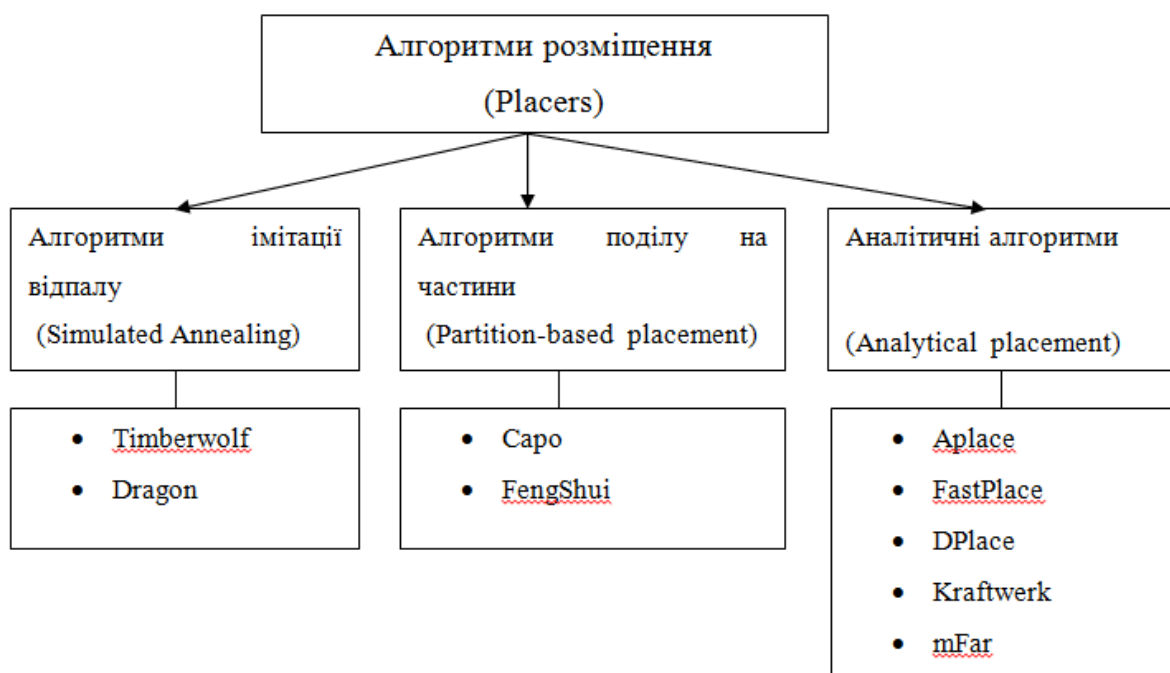 Алгоритми розміщення
(Placers)
Алгоритми імітації
відпалу
(Simulated Annealing)
Алгоритми поділу на
частини
(Partition-based placement)
Аналітичні алгоритми
(Analytical placement)
• Timberwolf
• Dragon
• Capo
• FengShui
• Aplace
• FastPlace
• DPlace
• Kraftwerk
• mFar